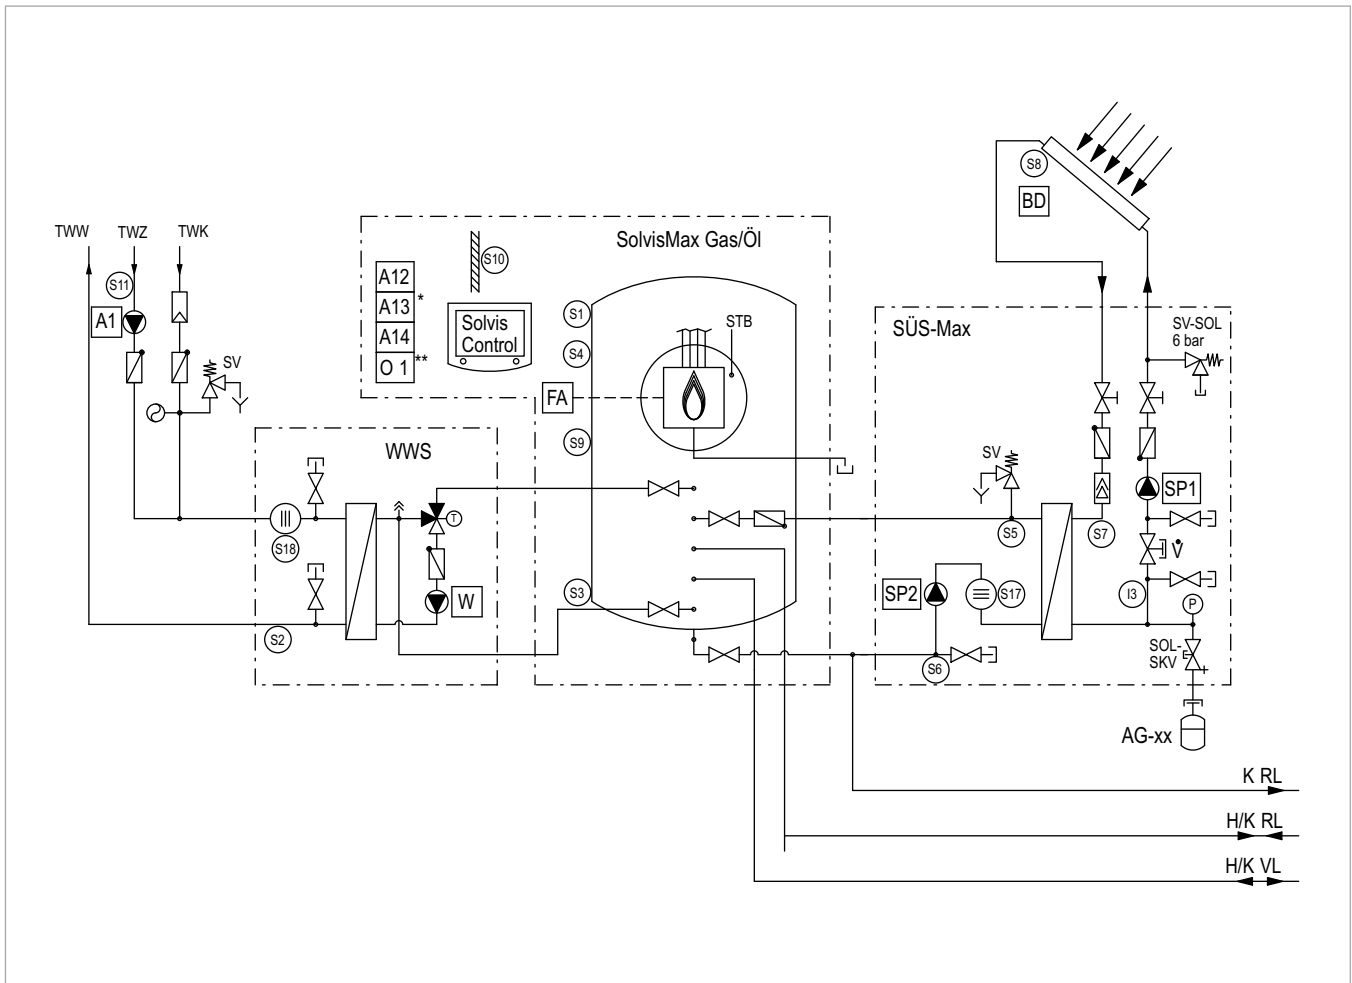 TWW
TWZ
TWK
S11
A1
SV
A12
A13 *
A14
O 1 **
S10
Solvis
Control
SolvisMax Gas/Öl
S1
S4
STB
FA
S9
S3
WWS
T
S18
W
S2
S8
BD
SÜS-Max
SV-SOL
6 bar
SV
SP1
S5
S7
V̇
SP2
S17
I3
P
SOL-
SKV
S6
AG-xx
K RL
H/K RL
H/K VL